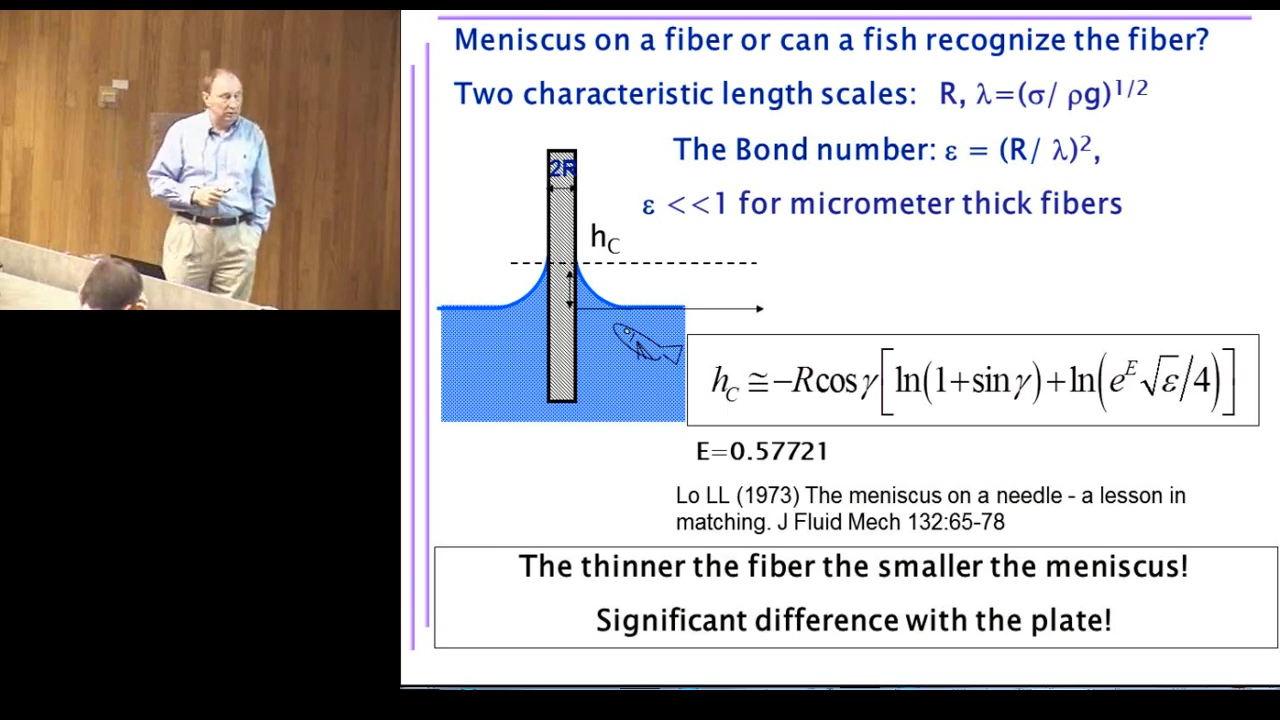 Meniscus on a fiber or can a fish recognize the fiber?
Two characteristic length scales: R, λ=(σ/ ρg)^1/2
The Bond number: ε = (R/ λ)^2,
ε <<1 for micrometer thick fibers
2R
h_C
h_C ≅ −R cos γ [ln(1+sin γ)+ln(e^E √ε/4)]
E=0.57721
Lo LL (1973) The meniscus on a needle - a lesson in
matching. J Fluid Mech 132:65-78
The thinner the fiber the smaller the meniscus!
Significant difference with the plate!